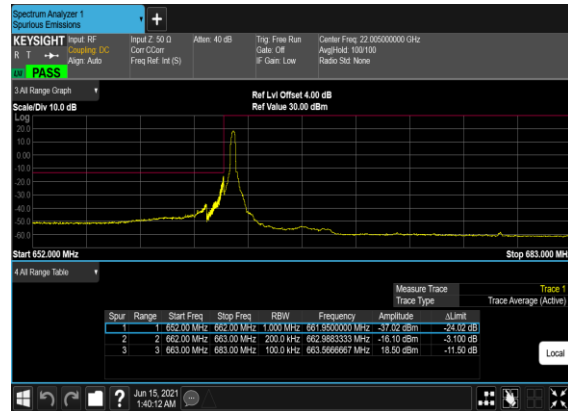 Spectrum Analyzer 1
Spurious Emissions
+
KEYSIGHT Input: RF Input Z: 50 Ω Atten: 40 dB Trig: Free Run Center Freq: 22.005000000 GHz
R T Coupling: DC Corr CCorr Gate: Off Avg|Hold: 100/100
Align: Auto Freq Ref: Int (S) IF Gain: Low Radio Std: None
PASS
3 All Range Graph
Ref Lvl Offset 4.00 dB
Scale/Div 10.0 dB Ref Value 30.00 dBm
Log
20.0
10.0
0.00
-10.0
-20.0
-30.0
-40.0
-50.0
-60.0
Start 652.000 MHz Stop 683.000 MH
4 All Range Table
Measure Trace Trace 1
Trace Type Trace Average (Active)
Spur Range Start Freq Stop Freq RBW Frequency Amplitude ΔLimit
1 1 652.00 MHz 662.00 MHz 1.000 MHz 661.9500000 MHz -37.02 dBm -24.02 dB
2 2 662.00 MHz 663.00 MHz 200.0 kHz 662.9883333 MHz -16.10 dBm -3.100 dB
3 3 663.00 MHz 683.00 MHz 100.0 kHz 663.5666667 MHz 18.50 dBm -11.50 dB
Local
? Jun 15, 2021
1:40:12 AM